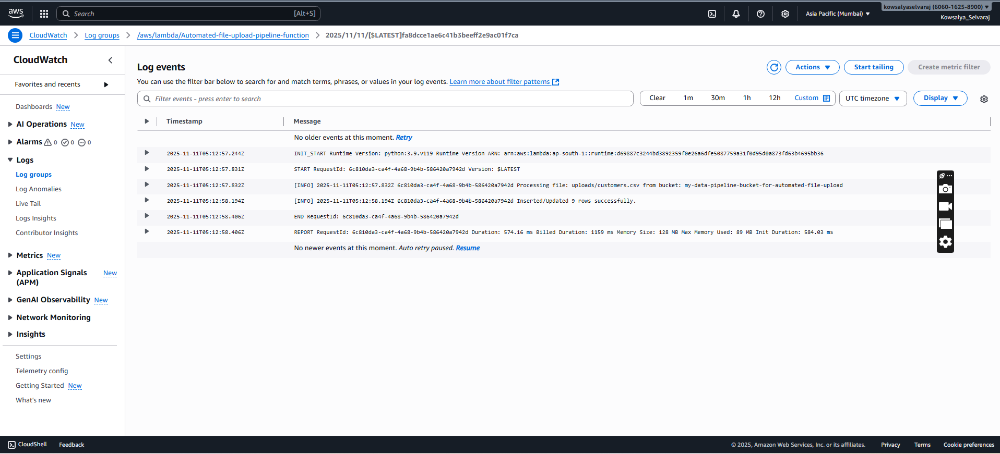 aws
Search [Alt+S]
Asia Pacific (Mumbai)
kowsalyaselvaraj (6060-1625-8900)
Kowsalya_Selvaraj
CloudWatch
Log groups
/aws/lambda/Automated-file-upload-pipeline-function
2025/11/11/[$LATEST]fa8dcce1ae6c41b3beeff2e9ac01f7ca
CloudWatch
Favorites and recents
Dashboards New
AI Operations New
Alarms 0 0 0
Logs
Log groups
Log Anomalies
Live Tail
Logs Insights
Contributor Insights
Metrics New
Application Signals New
(APM)
GenAI Observability New
Network Monitoring
Insights
Settings
Telemetry config
Getting Started New
What's new
Log events
Actions
Start tailing
Create metric filter
You can use the filter bar below to search for and match terms, phrases, or values in your log events. Learn more about filter patterns
Filter events - press enter to search
Clear 1m 30m 1h 12h Custom
UTC timezone
Display
Timestamp Message
No older events at this moment. Retry
2025-11-11T05:12:57.244Z INIT_START Runtime Version: python:3.9.v119 Runtime Version ARN: arn:aws:lambda:ap-south-1::runtime:d69887c3244bd3892359f0e26a6dfe5087759a31f0d95d0a873fd63b4695bb36
2025-11-11T05:12:57.831Z START RequestId: 6c810da3-ca4f-4a68-9b4b-586420a7942d Version: $LATEST
2025-11-11T05:12:57.832Z [INFO] 2025-11-11T05:12:57.832Z 6c810da3-ca4f-4a68-9b4b-586420a7942d Processing file: uploads/customers.csv from bucket: my-data-pipeline-bucket-for-automated-file-upload
2025-11-11T05:12:58.194Z [INFO] 2025-11-11T05:12:58.194Z 6c810da3-ca4f-4a68-9b4b-586420a7942d Inserted/Updated 9 rows successfully.
2025-11-11T05:12:58.406Z END RequestId: 6c810da3-ca4f-4a68-9b4b-586420a7942d
2025-11-11T05:12:58.406Z REPORT RequestId: 6c810da3-ca4f-4a68-9b4b-586420a7942d Duration: 574.16 ms Billed Duration: 1159 ms Memory Size: 128 MB Max Memory Used: 89 MB Init Duration: 584.03 ms
No newer events at this moment. Auto retry paused. Resume
CloudShell Feedback
© 2025, Amazon Web Services, Inc. or its affiliates. Privacy Terms Cookie preferences